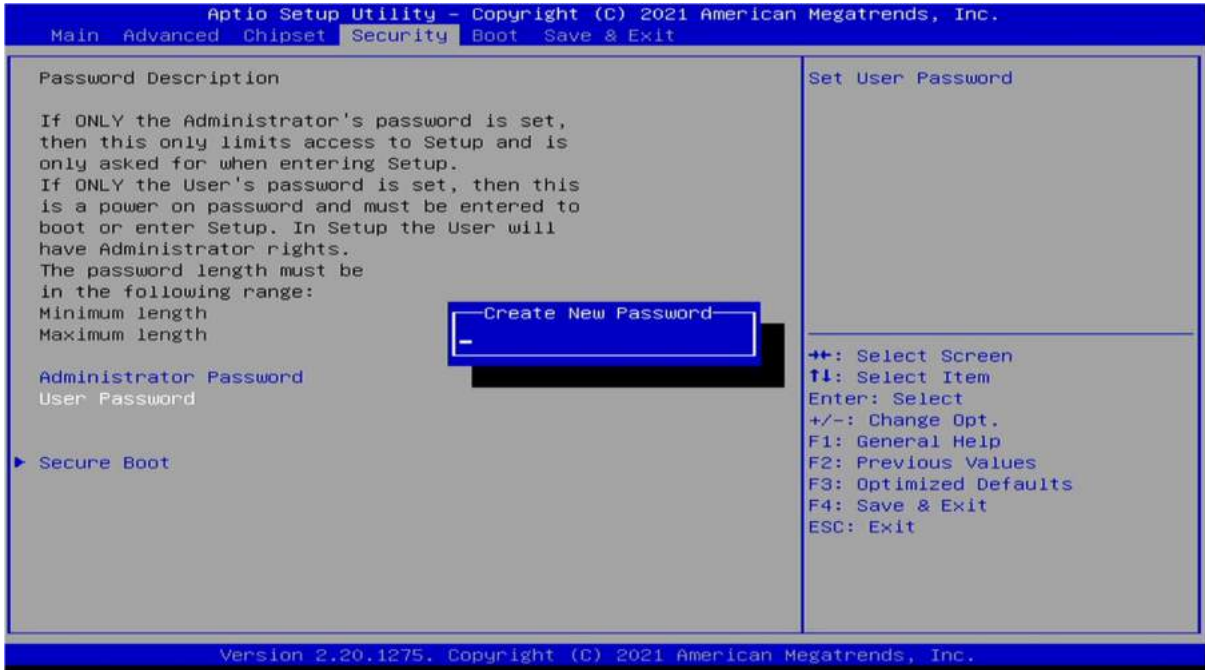 Aptio Setup Utility – Copyright (C) 2021 American Megatrends, Inc.
Main Advanced Chipset Security Boot Save & Exit
Password Description
If ONLY the Administrator's password is set,
then this only limits access to Setup and is
only asked for when entering Setup.
If ONLY the User's password is set, then this
is a power on password and must be entered to
boot or enter Setup. In Setup the User will
have Administrator rights.
The password length must be
in the following range:
Minimum length
Maximum length
Administrator Password
User Password
Secure Boot
Create New Password
Set User Password
→←: Select Screen
↑↓: Select Item
Enter: Select
+/-: Change Opt.
F1: General Help
F2: Previous Values
F3: Optimized Defaults
F4: Save & Exit
ESC: Exit
Version 2.20.1275. Copyright (C) 2021 American Megatrends, Inc.